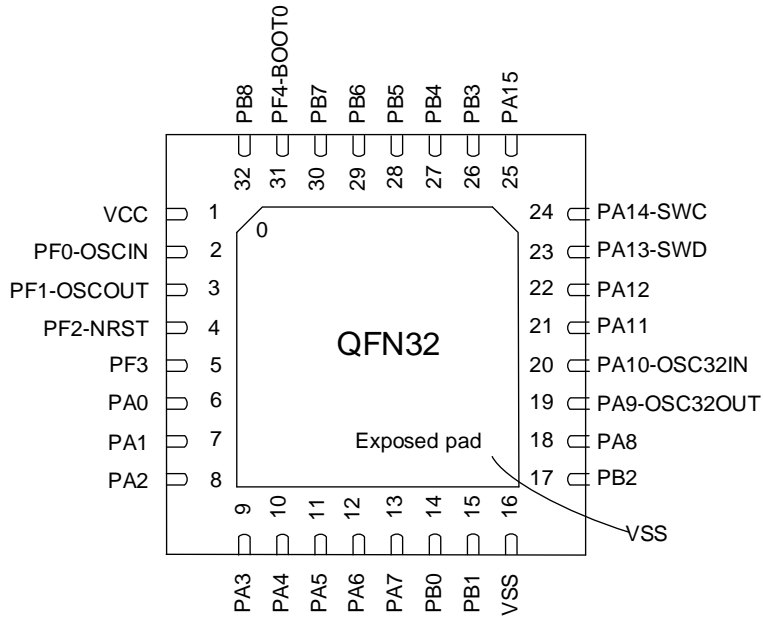 PB8
PF4-BOOT0
PB7
PB6
PB5
PB4
PB3
PA15
32
31
30
29
28
27
26
25
VCC 1
PF0-OSCIN 2
PF1-OSCOUT 3
PF2-NRST 4
PF3 5
PA0 6
PA1 7
PA2 8
0
QFN32
Exposed pad
24 PA14-SWC
23 PA13-SWD
22 PA12
21 PA11
20 PA10-OSC32IN
19 PA9-OSC32OUT
18 PA8
17 PB2
VSS
9
10
11
12
13
14
15
16
PA3
PA4
PA5
PA6
PA7
PB0
PB1
VSS